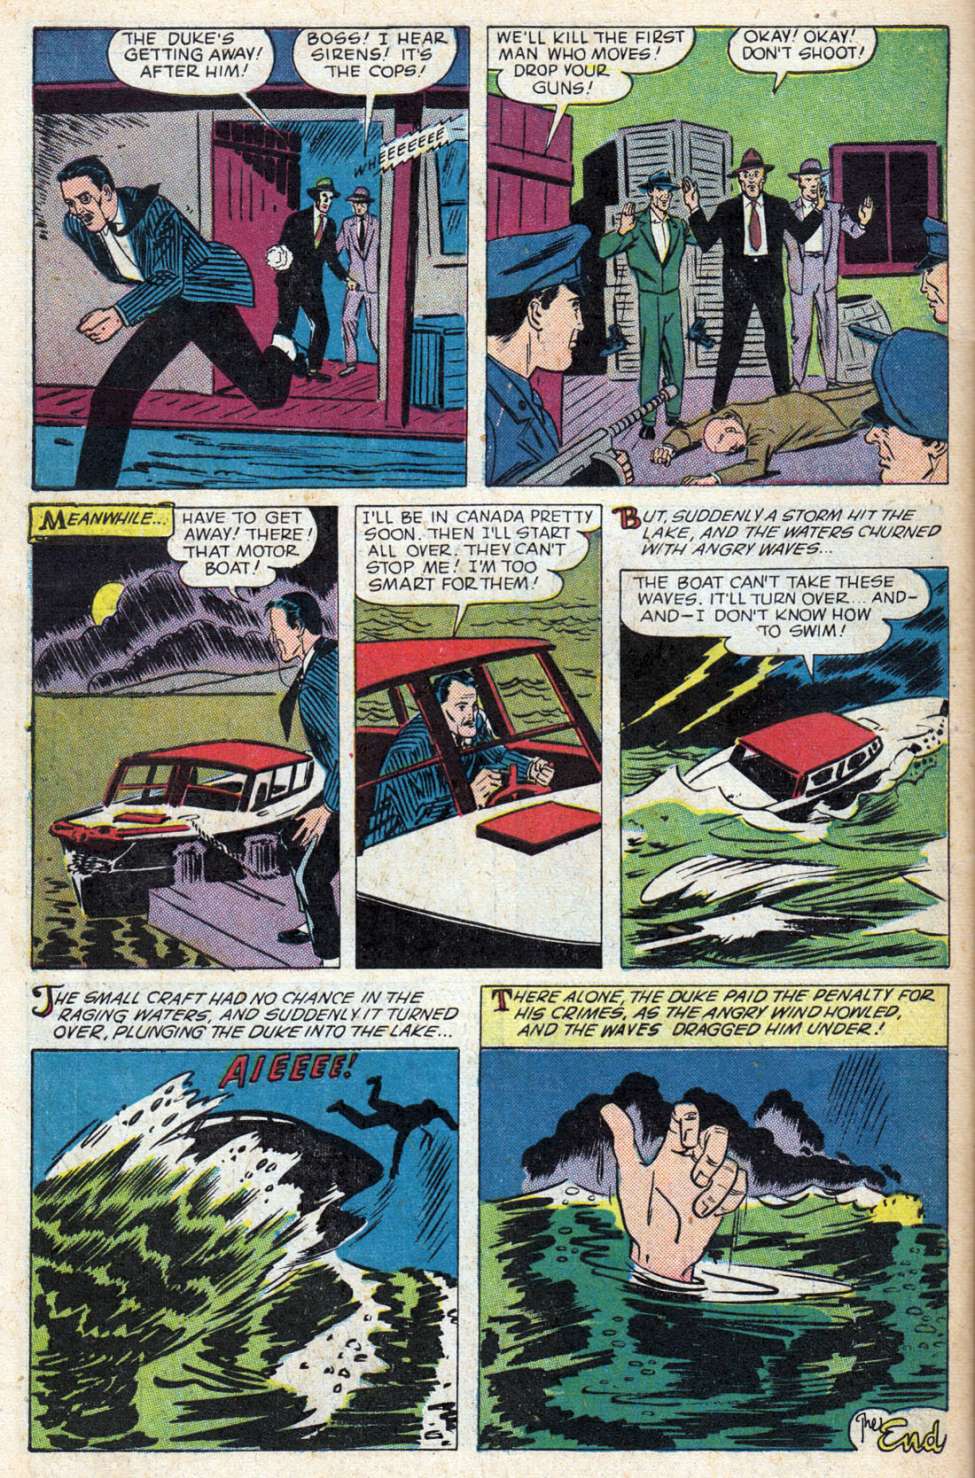 THE DUKE'S
GETTING AWAY!
AFTER HIM!
BOSS! I HEAR
SIRENS! IT'S
THE COPS!
WHEEEEEEEE
WE'LL KILL THE FIRST
MAN WHO MOVES!
DROP YOUR
GUNS!
OKAY! OKAY!
DON'T SHOOT!
MEANWHILE...
HAVE TO GET
AWAY! THERE!
THAT MOTOR
BOAT!
I'LL BE IN CANADA PRETTY
SOON. THEN I'LL START
ALL OVER. THEY CAN'T
STOP ME! I'M TOO
SMART FOR THEM!
BUT, SUDDENLY A STORM HIT THE
LAKE, AND THE WATERS CHURNED
WITH ANGRY WAVES...
THE BOAT CAN'T TAKE THESE
WAVES. IT'LL TURN OVER... AND-
AND-I DON'T KNOW HOW
TO SWIM!
THE SMALL CRAFT HAD NO CHANCE IN THE
RAGING WATERS, AND SUDDENLY IT TURNED
OVER, PLUNGING THE DUKE INTO THE LAKE...
AIEEEE!
THERE ALONE, THE DUKE PAID THE PENALTY FOR
HIS CRIMES, AS THE ANGRY WIND HOWLED,
AND THE WAVES DRAGGED HIM UNDER!
The End